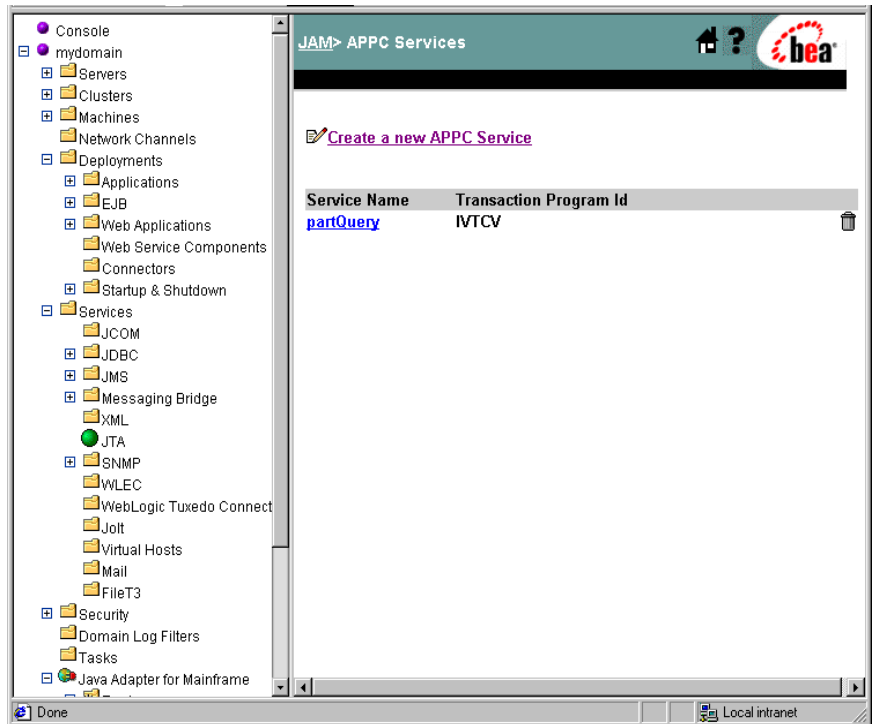 Console
mydomain
Servers
Clusters
Machines
Network Channels
Deployments
Applications
EJB
Web Applications
Web Service Components
Connectors
Startup & Shutdown
Services
JCOM
JDBC
JMS
Messaging Bridge
XML
JTA
SNMP
WLEC
WebLogic Tuxedo Connect
Jolt
Virtual Hosts
Mail
FileT3
Security
Domain Log Filters
Tasks
Java Adapter for Mainframe
JAM> APPC Services
?
bea
Create a new APPC Service
Service Name Transaction Program Id
partQuery IVTCV
Done
Local intranet